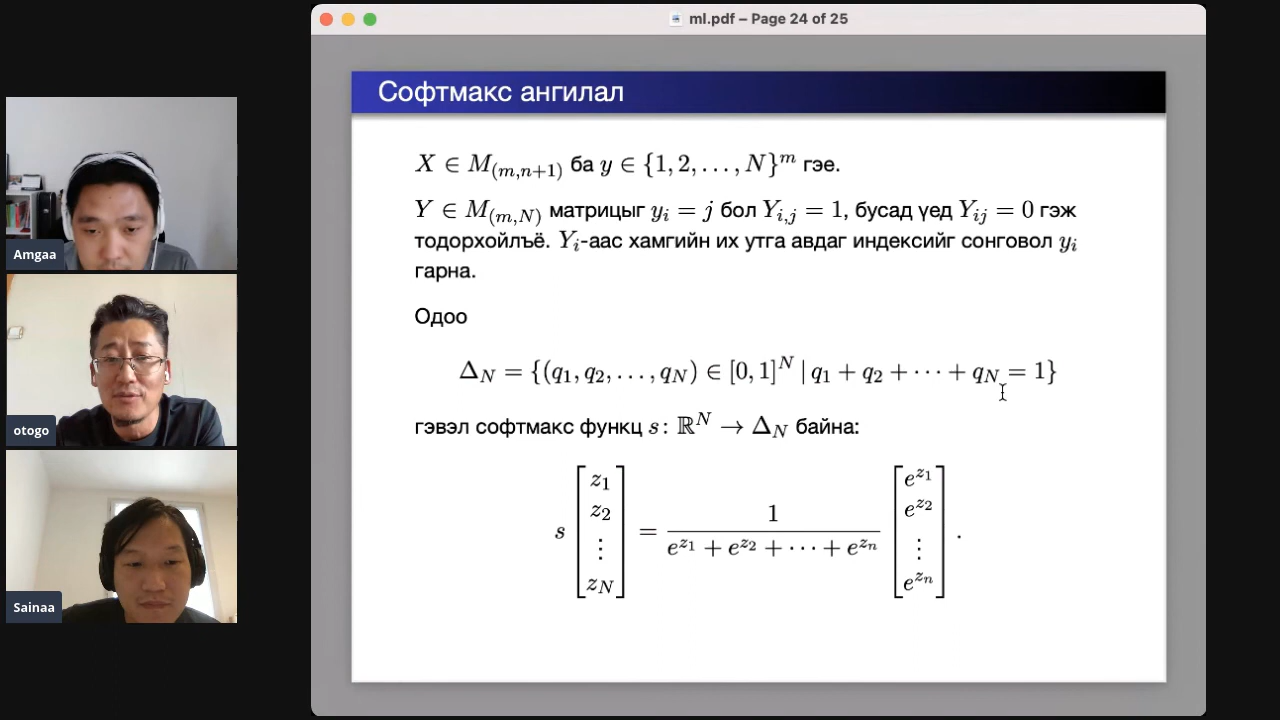 ml.pdf – Page 24 of 25
Софтмакс ангилал
X ∈ M_{(m,n+1)} ба y ∈ {1, 2, . . . , N}^m гэе.
Y ∈ M_{(m,N)} матрицыг y_i = j бол Y_{i,j} = 1, бусад үед Y_{ij} = 0 гэж
тодорхойлъё. Y_i-аас хамгийн их утга авдаг индексийг сонговол y_i
гарна.
Одоо
Δ_N = {(q_1, q_2, . . . , q_N) ∈ [0, 1]^N | q_1 + q_2 + · · · + q_N = 1}
гэвэл софтмакс функц s: ℝ^N → Δ_N байна:
s [z_1 z_2 ⋮ z_N] = 1 / (e^{z_1} + e^{z_2} + · · · + e^{z_n}) [e^{z_1} e^{z_2} ⋮ e^{z_n}] .
Amgaa
otogo
Sainaa